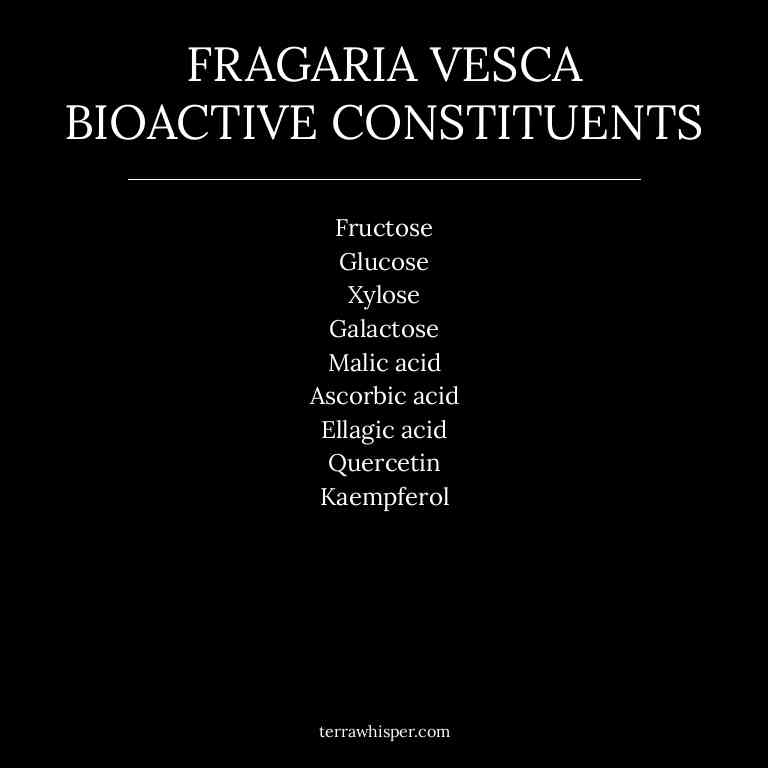 FRAGARIA VESCA
BIOACTIVE CONSTITUENTS
Fructose
Glucose
Xylose
Galactose
Malic acid
Ascorbic acid
Ellagic acid
Quercetin
Kaempferol
terrawhisper.com